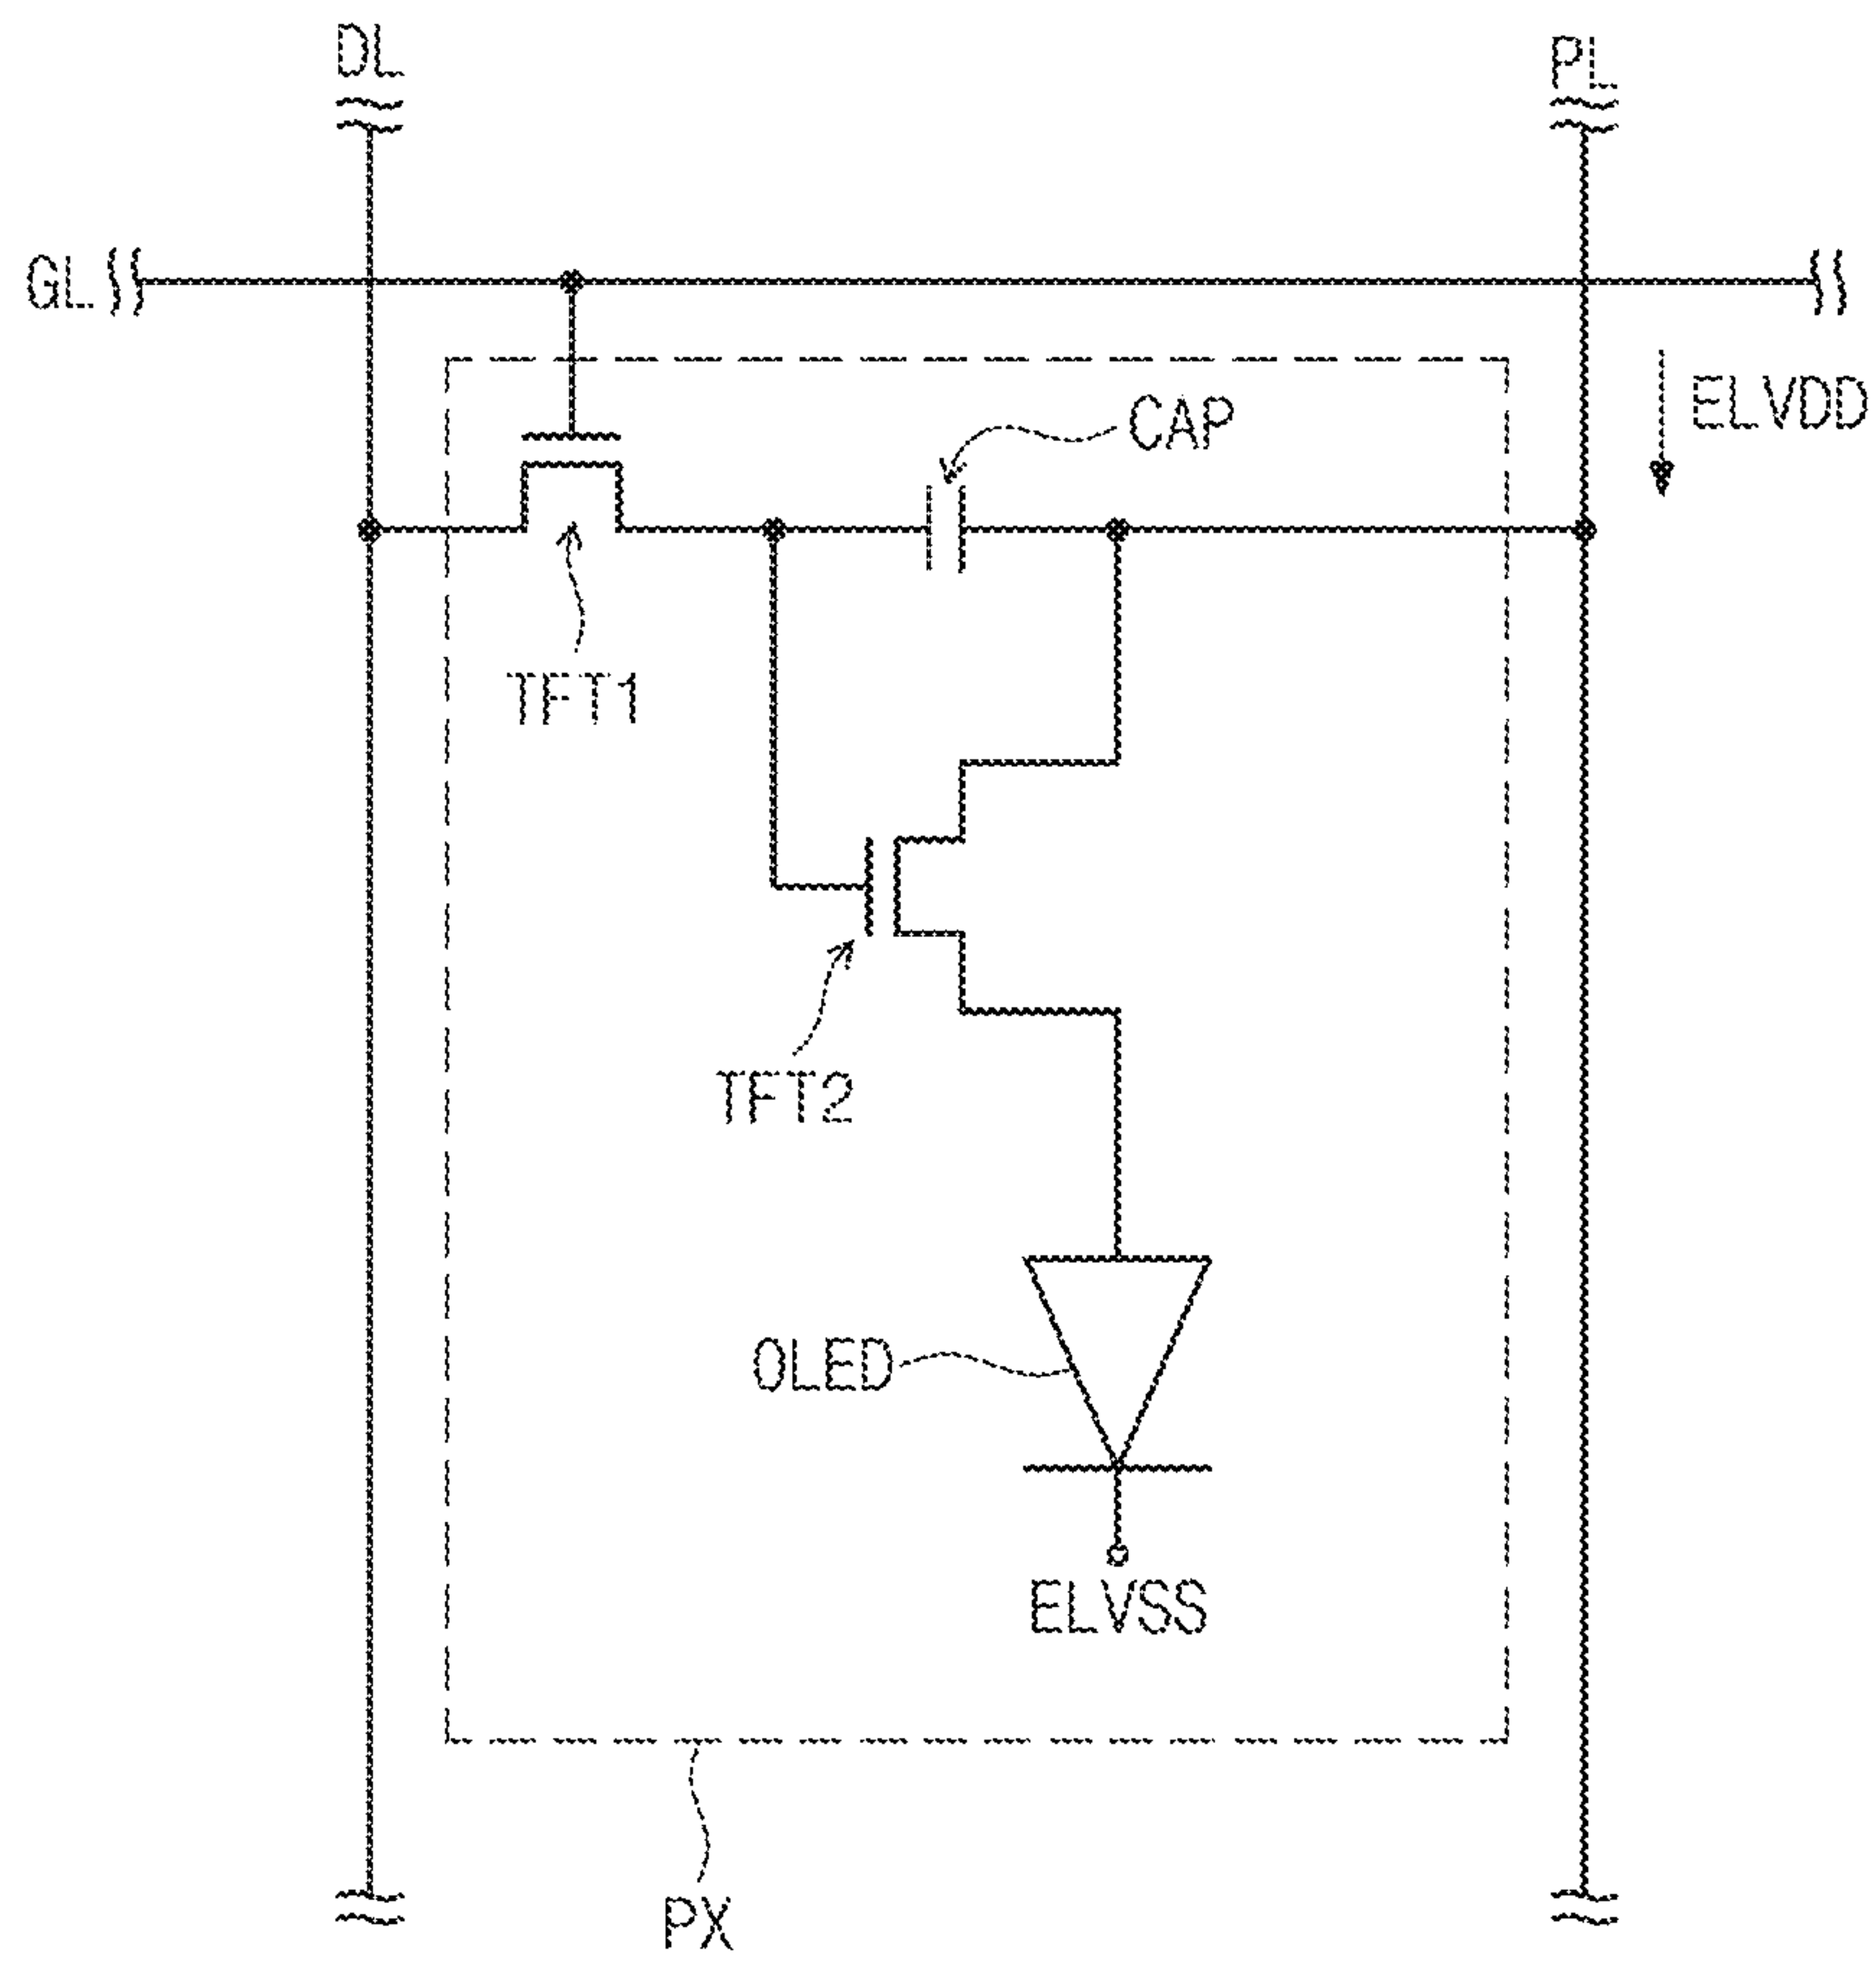 DL
PL
GL
ELVDD
CAP
TFT1
TFT2
OLED
ELVSS
PX